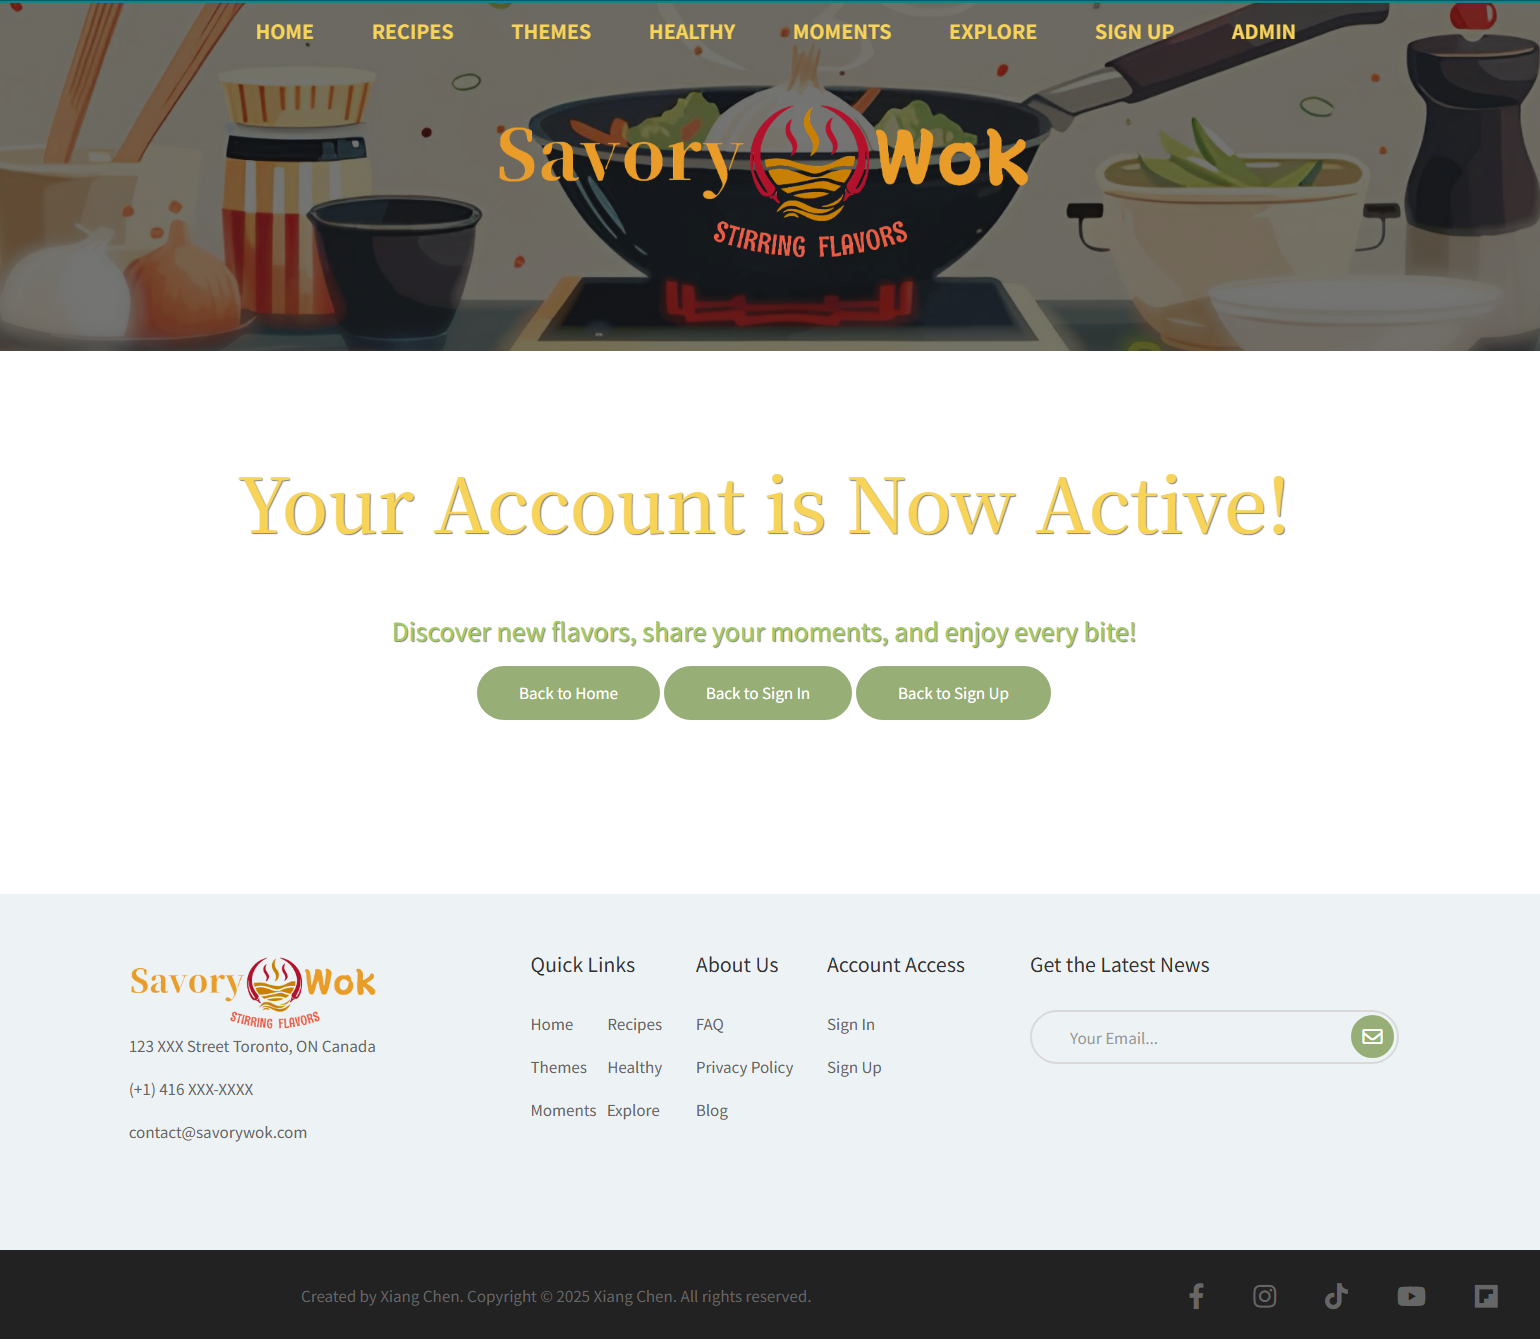 HOME RECIPES THEMES HEALTHY MOMENTS EXPLORE SIGN UP ADMIN
Savory Wok
STIRRING FLAVORS
Your Account is Now Active!
Discover new flavors, share your moments, and enjoy every bite!
Back to Home Back to Sign In Back to Sign Up
Savory Wok
STIRRING FLAVORS
123 XXX Street Toronto, ON Canada
(+1) 416 XXX-XXXX
contact@savorywok.com
Quick Links
Home Recipes
Themes Healthy
Moments Explore
About Us
FAQ
Privacy Policy
Blog
Account Access
Sign In
Sign Up
Get the Latest News
Your Email...
Created by Xiang Chen. Copyright © 2025 Xiang Chen. All rights reserved.